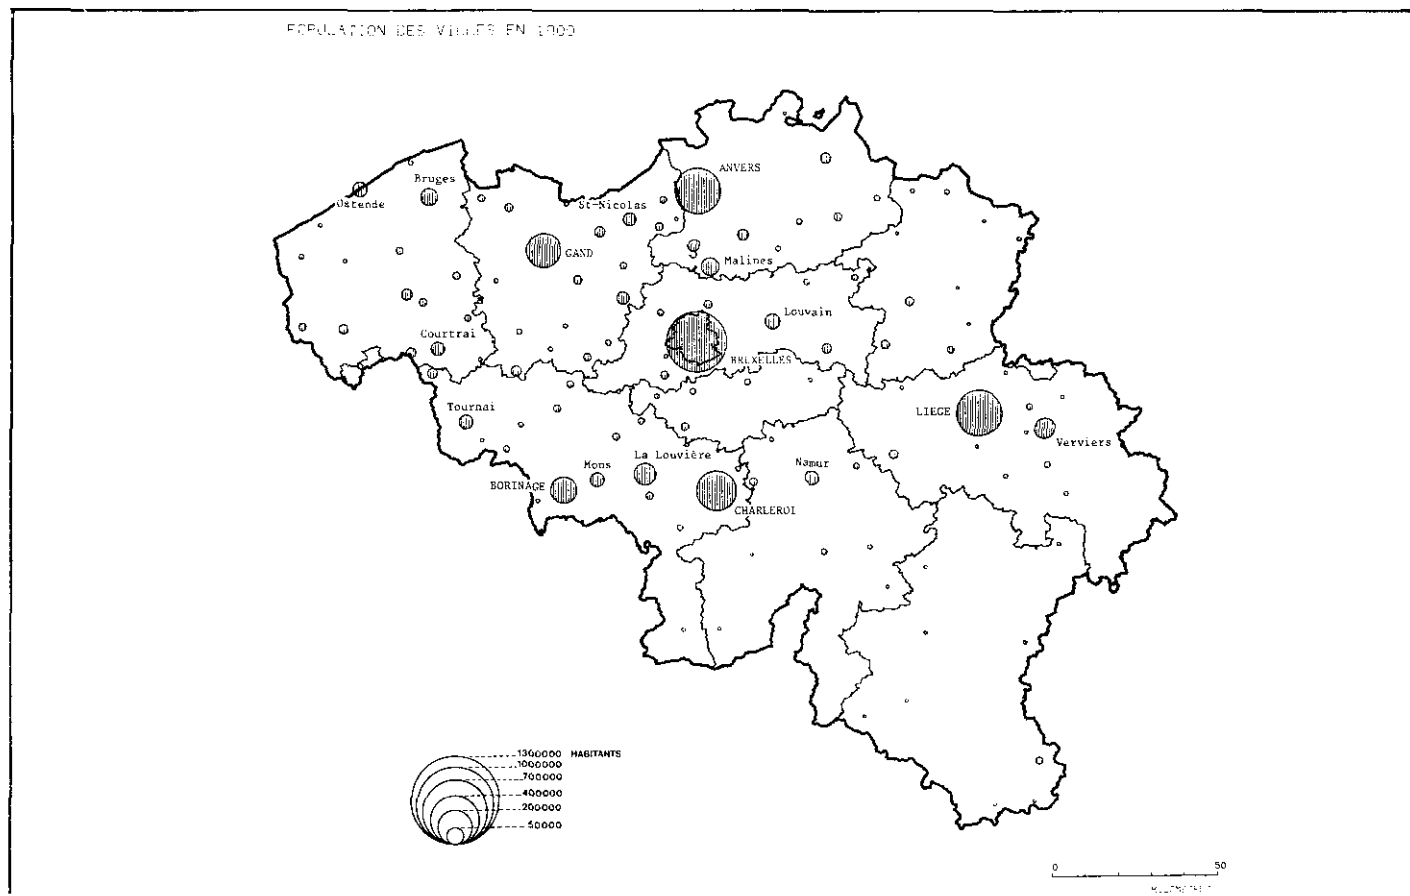 POPULATION DES VILLES EN 1900
ANVERS
Bruges
Ostende
St-Nicolas
GAND
Malines
Louvain
Courtrai
BRUXELLES
Tournai
LIEGE
Verviers
La Louvière
Mons
Namur
BORINAGE
CHARLEROI
1300000 HABITANTS
1000000
700000
400000
200000
50000
0 50